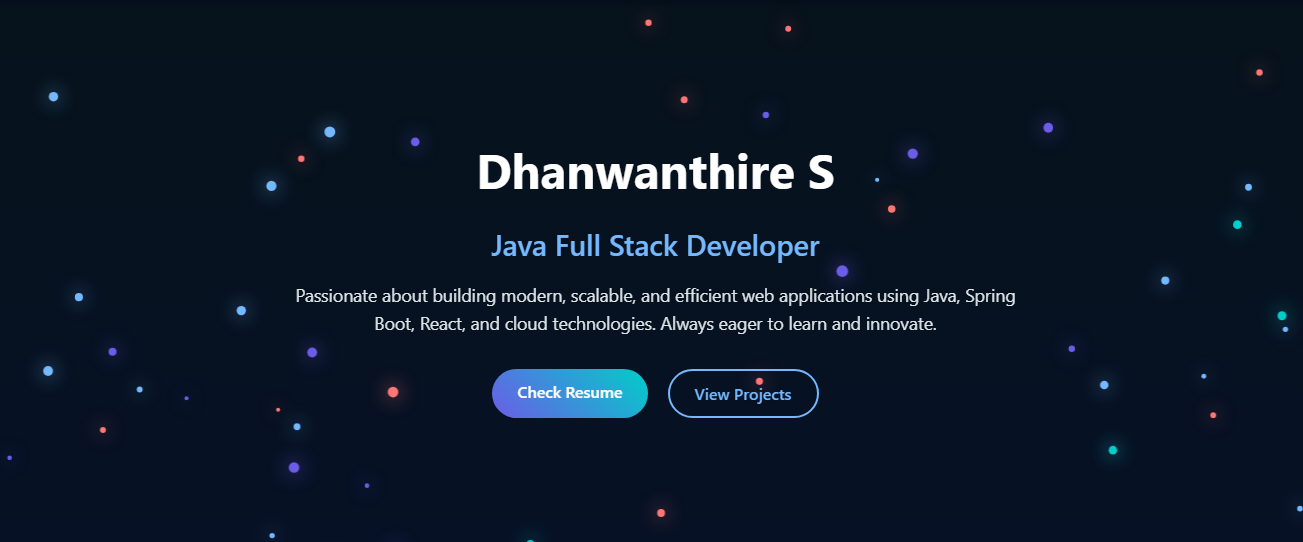 Dhanwanthire S
Java Full Stack Developer
Passionate about building modern, scalable, and efficient web applications using Java, Spring
Boot, React, and cloud technologies. Always eager to learn and innovate.
Check Resume
View Projects